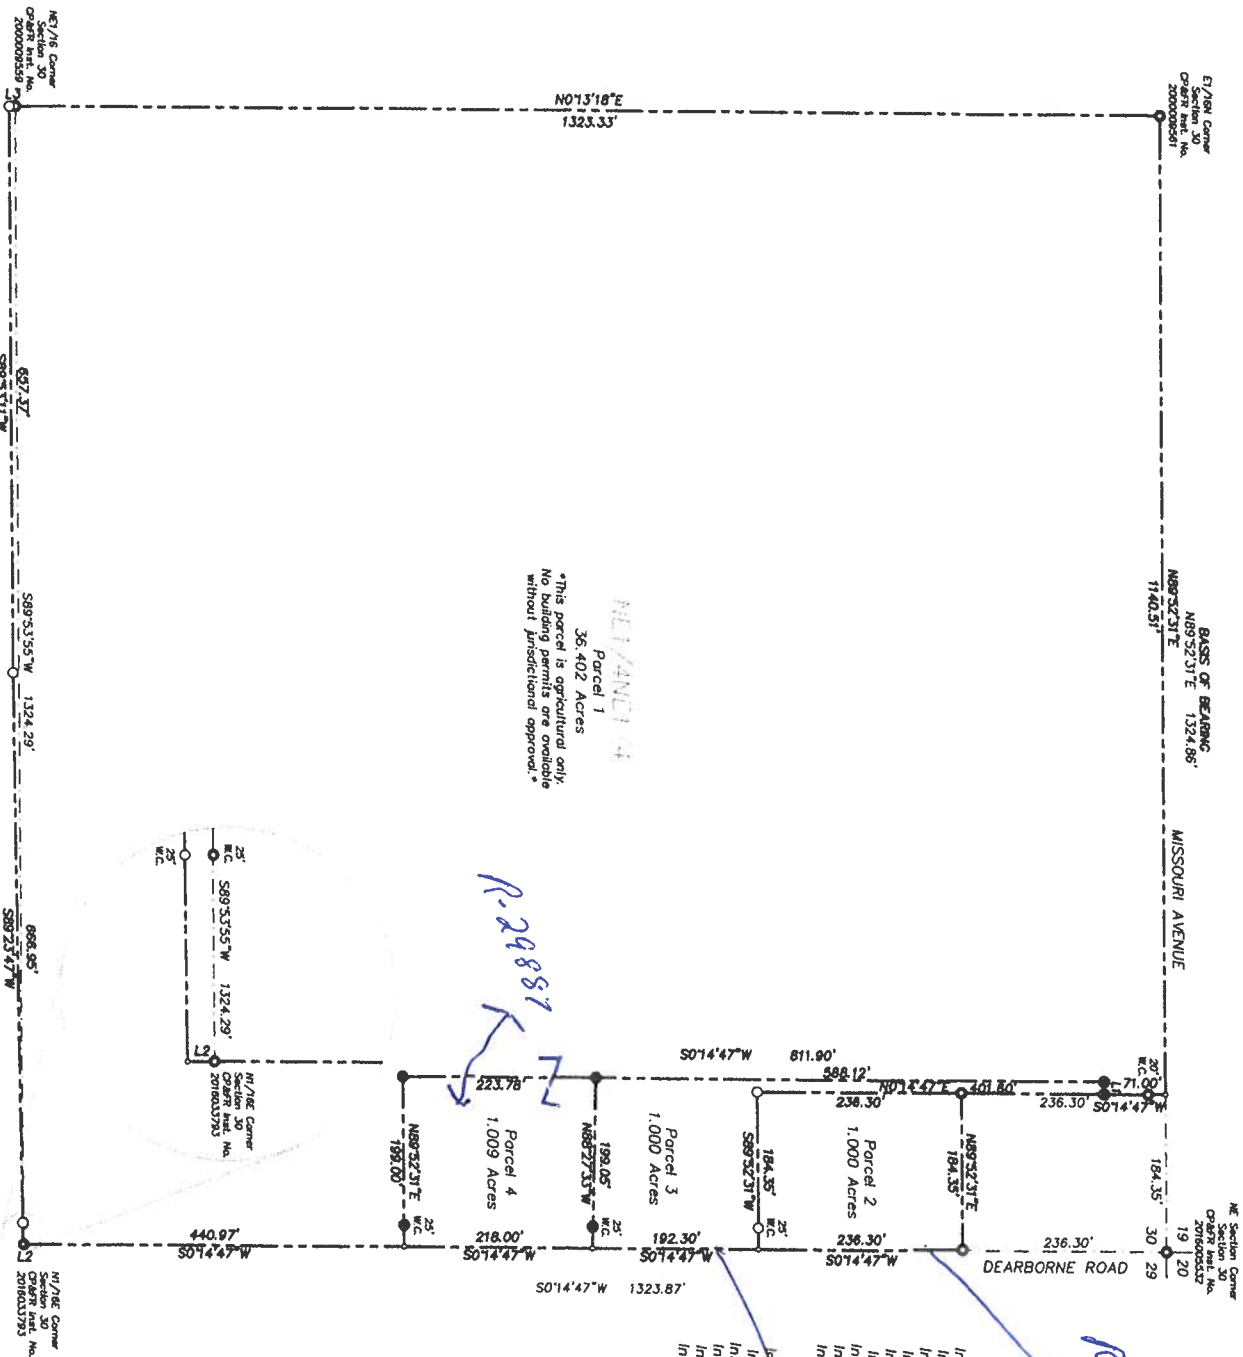 NE1/16 Corner
Section 30
CP&FR Inst. No.
2000009559
N0°13'18"E
1323.33'
E1/16N Corner
Section 30
CP&FR Inst. No.
2000009561
BASIS OF BEARING
N89°52'31"E 1324.86'
N89°52'31"E
1140.51'
MISSOURI AVENUE
NE1/4NE1/4
Parcel 1
36.402 Acres
*This parcel is agricultural only.
No building permits are available
without jurisdictional approval.*
657.37'
S89°53'55"W 1324.29'
666.95'
S89°23'47"W
25'
W.C.
S89°53'55"W 1324.29'
25'
W.C.
L2
N1/16E Corner
Section 30
CP&FR Inst. No.
2016033793
R-29881
S0°14'47"W 811.90'
588.12'
223.78'
N0°14'47"E 401.60'
236.30'
236.30'
20'
W.C.
71.00'
S0°14'47"W
184.35'
N89°52'31"E
184.35'
Parcel 2
1.000 Acres
184.35'
S89°52'31"W
25'
W.C.
Parcel 3
1.000 Acres
199.05'
N88°27'33"W
25'
W.C.
Parcel 4
1.009 Acres
N89°52'31"E
199.00'
25'
W.C.
440.97'
S0°14'47"W
218.00'
S0°14'47"W
192.30'
S0°14'47"W
236.30'
S0°14'47"W
236.30'
DEARBORNE ROAD
S0°14'47"W 1323.87'
19 20
30 29
NE Section Corner
Section 30
CP&FR Inst. No.
2016005532
L2
N1/16E Corner
Section 30
CP&FR Inst. No.
2016033793